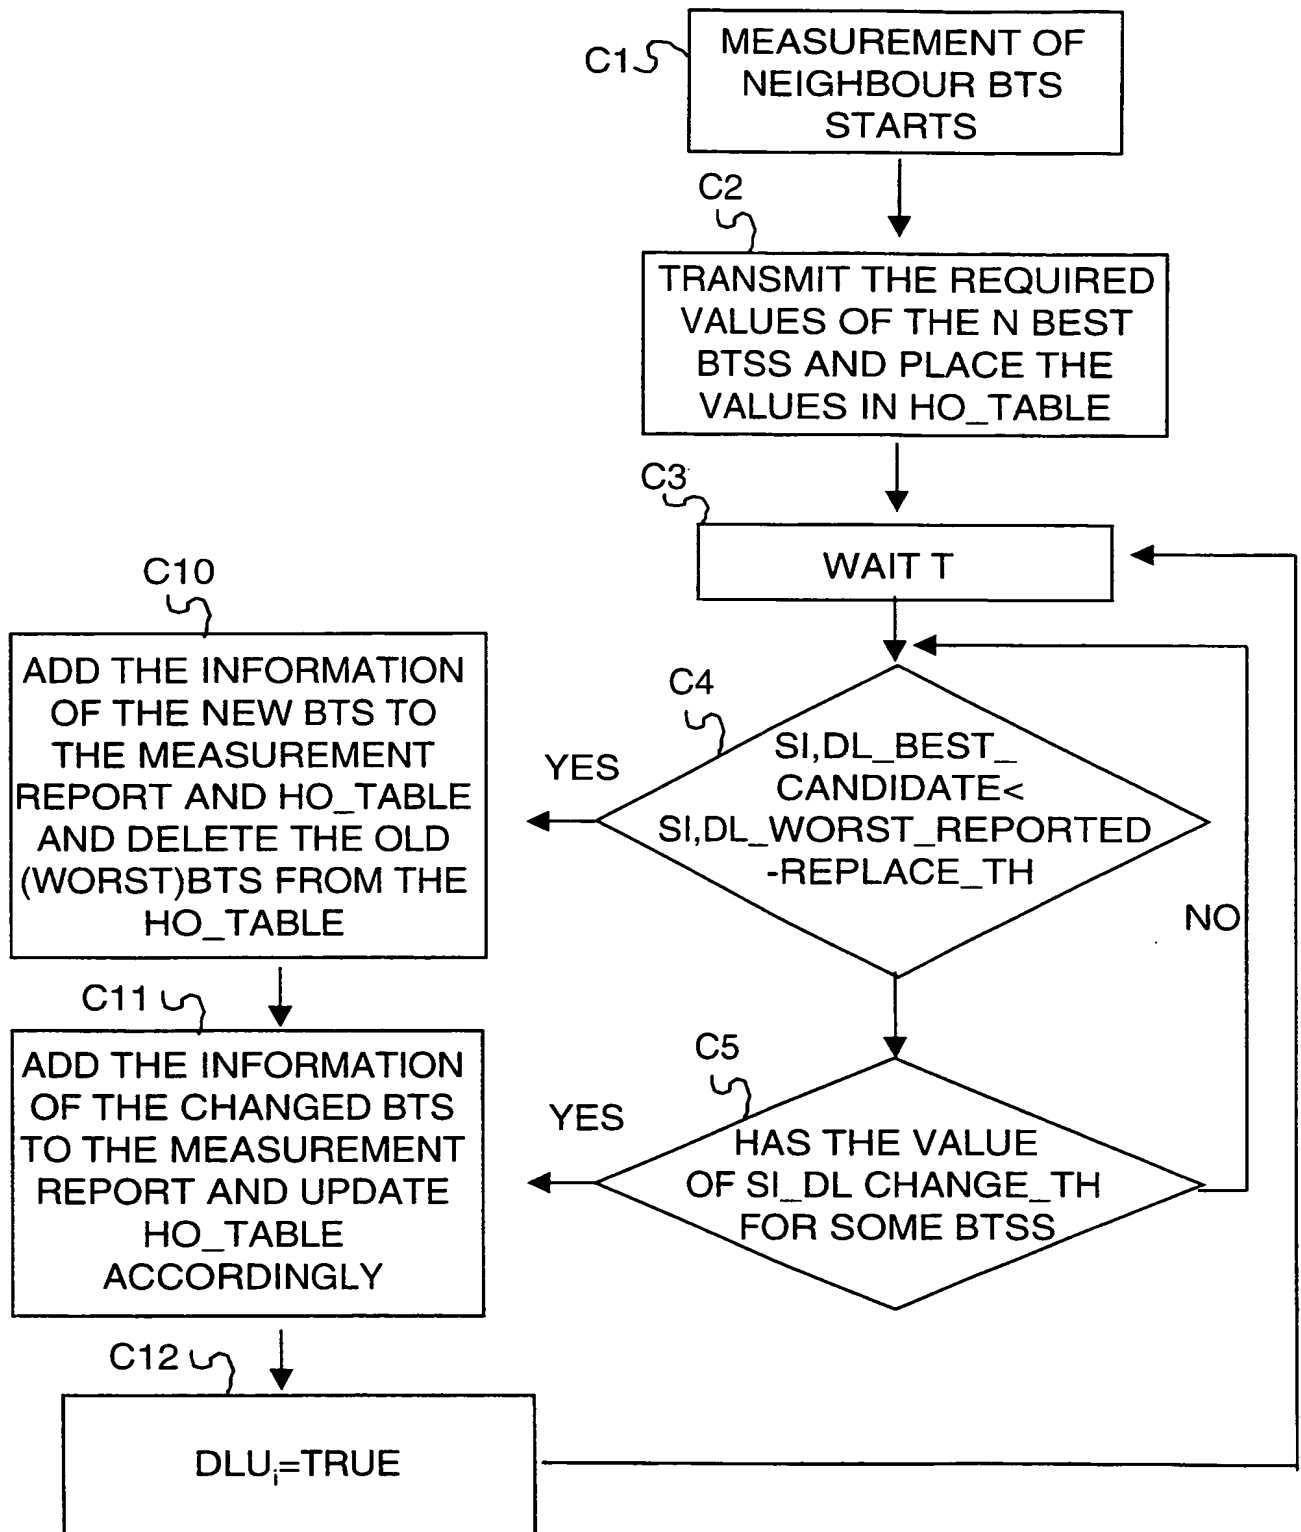 C1
MEASUREMENT OF
NEIGHBOUR BTS
STARTS
C2
TRANSMIT THE REQUIRED
VALUES OF THE N BEST
BTSS AND PLACE THE
VALUES IN HO_TABLE
C3
WAIT T
C10
ADD THE INFORMATION
OF THE NEW BTS TO
THE MEASUREMENT
REPORT AND HO_TABLE
AND DELETE THE OLD
(WORST)BTS FROM THE
HO_TABLE
C4
YES
SI,DL_BEST_
CANDIDATE<
SI,DL_WORST_REPORTED
-REPLACE_TH
NO
C11
ADD THE INFORMATION
OF THE CHANGED BTS
TO THE MEASUREMENT
REPORT AND UPDATE
HO_TABLE
ACCORDINGLY
C5
YES
HAS THE VALUE
OF SI_DL CHANGE_TH
FOR SOME BTSS
C12
DLUi=TRUE